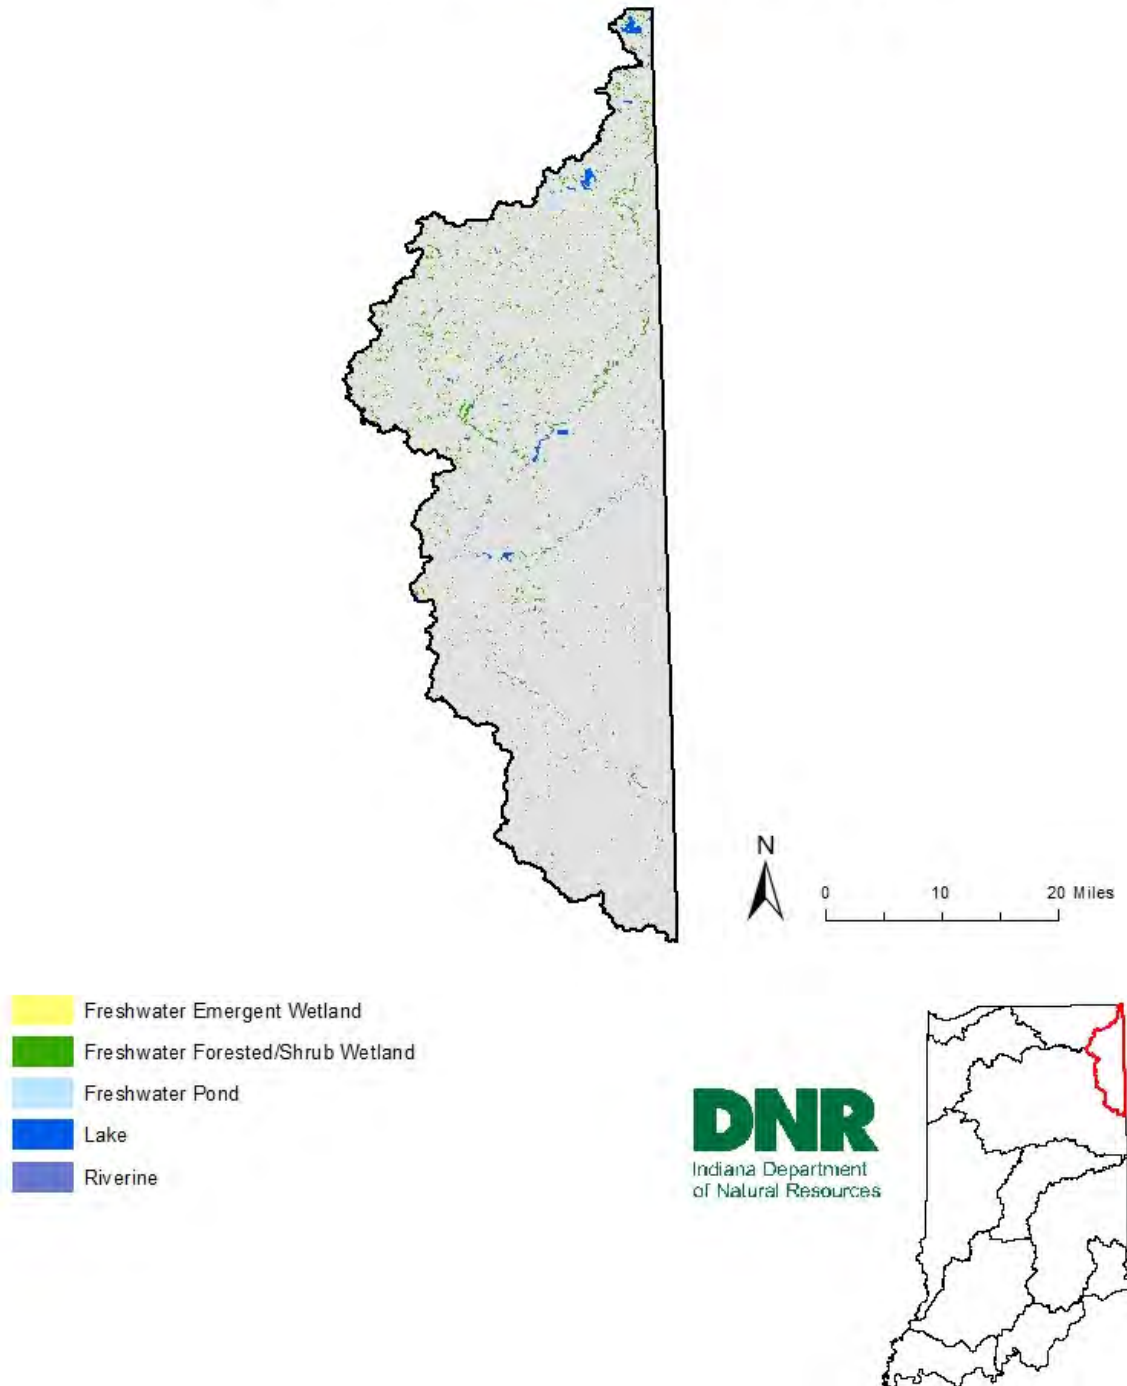 N
0 10 20 Miles
Freshwater Emergent Wetland
Freshwater Forested/Shrub Wetland
Freshwater Pond
Lake
Riverine
DNR
Indiana Department
of Natural Resources